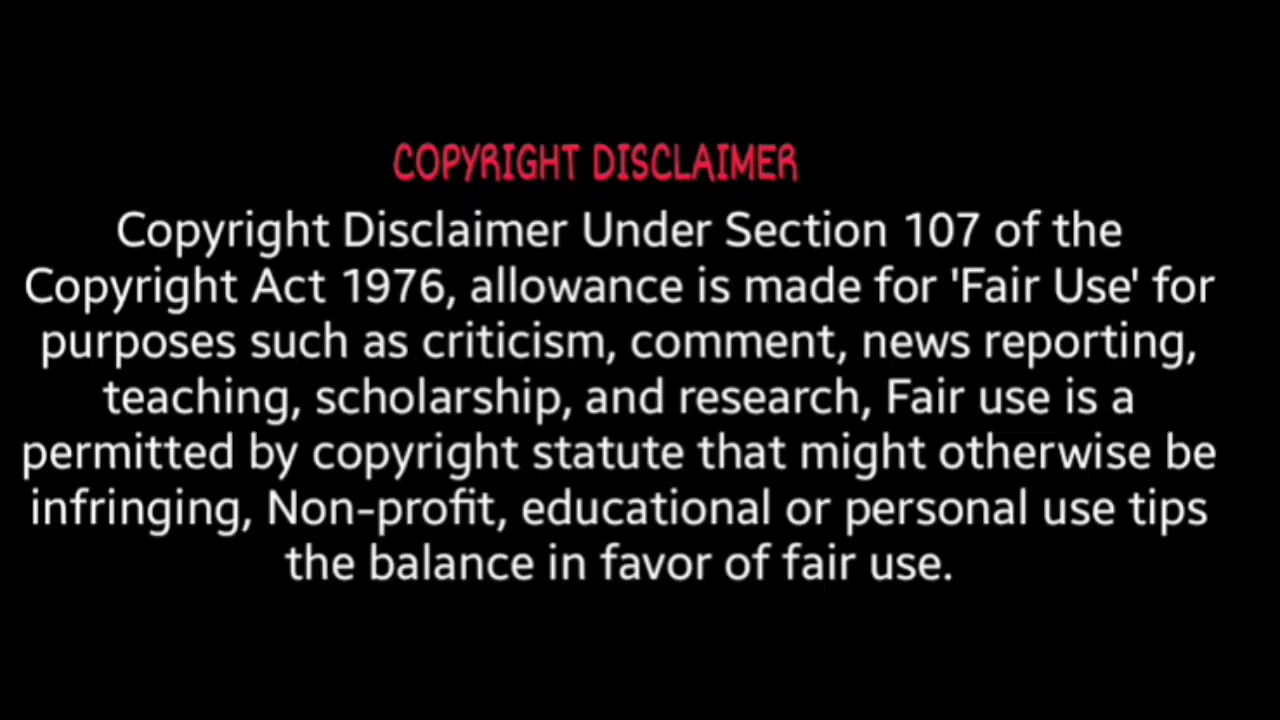 COPYRIGHT DISCLAIMER
Copyright Disclaimer Under Section 107 of the
Copyright Act 1976, allowance is made for 'Fair Use' for
purposes such as criticism, comment, news reporting,
teaching, scholarship, and research, Fair use is a
permitted by copyright statute that might otherwise be
infringing, Non-profit, educational or personal use tips
the balance in favor of fair use.